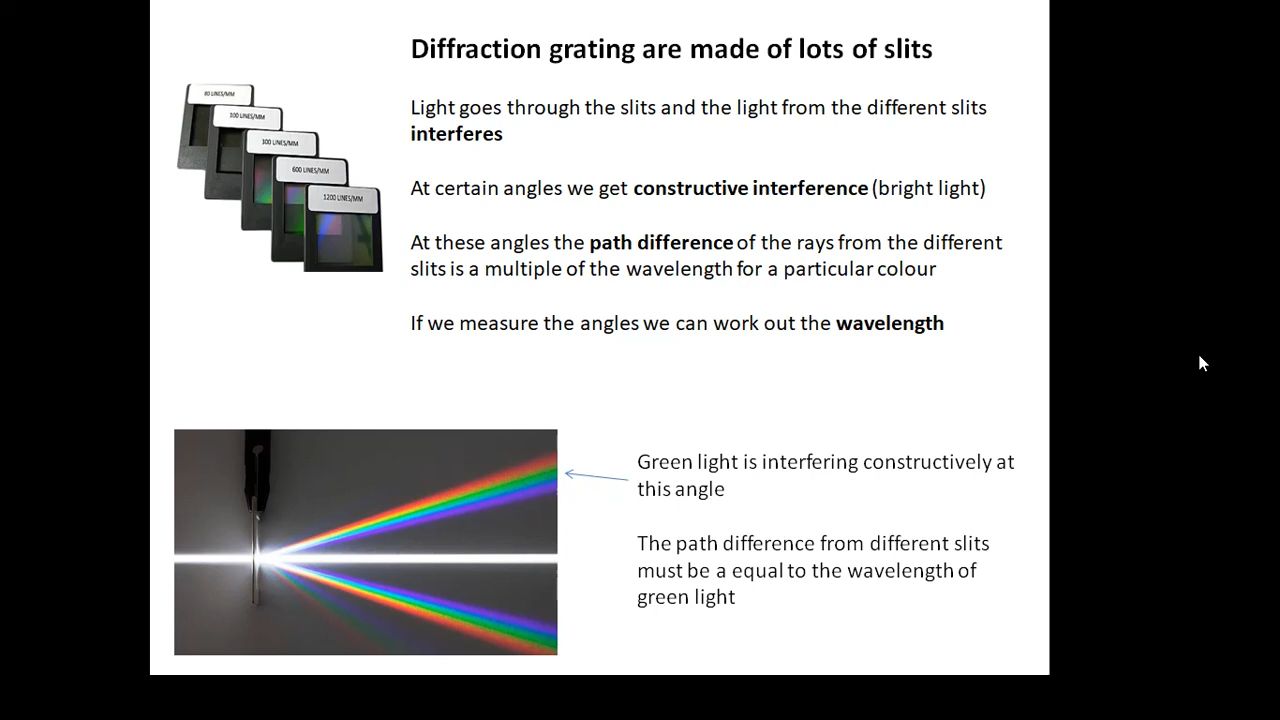 Diffraction grating are made of lots of slits
80 LINES/MM
100 LINES/MM
300 LINES/MM
600 LINES/MM
1200 LINES/MM
Light goes through the slits and the light from the different slits
interferes
At certain angles we get constructive interference (bright light)
At these angles the path difference of the rays from the different
slits is a multiple of the wavelength for a particular colour
If we measure the angles we can work out the wavelength
Green light is interfering constructively at
this angle
The path difference from different slits
must be a equal to the wavelength of
green light